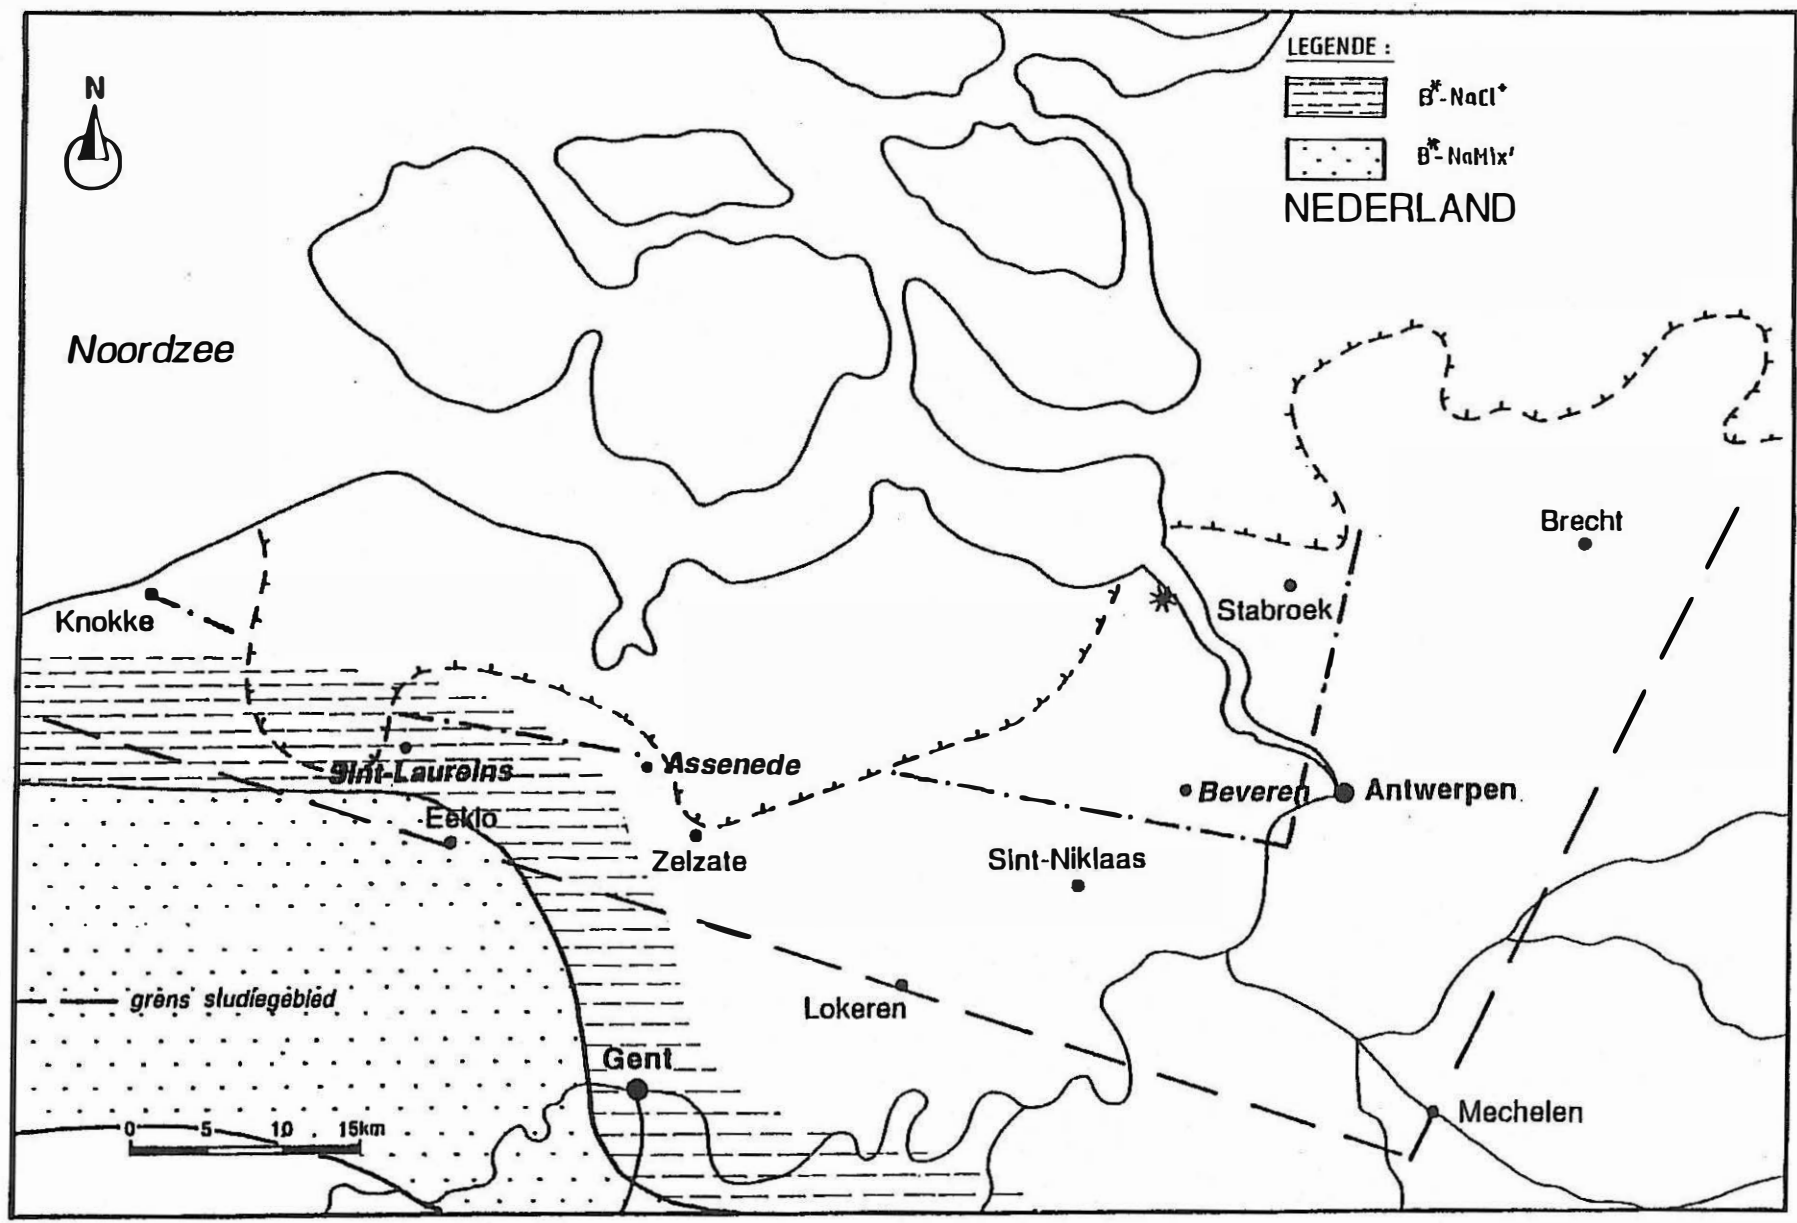 LEGENDE :
N
B*-NaCl+
B*-NaMix'
NEDERLAND
Noordzee
Brecht
Stabroek
Knokke
Sint-Laureins
Assenede
Beveren
Antwerpen
Eeklo
Zelzate
Sint-Niklaas
grens studiegebied
Lokeren
Gent
Mechelen
0 5 10 15km